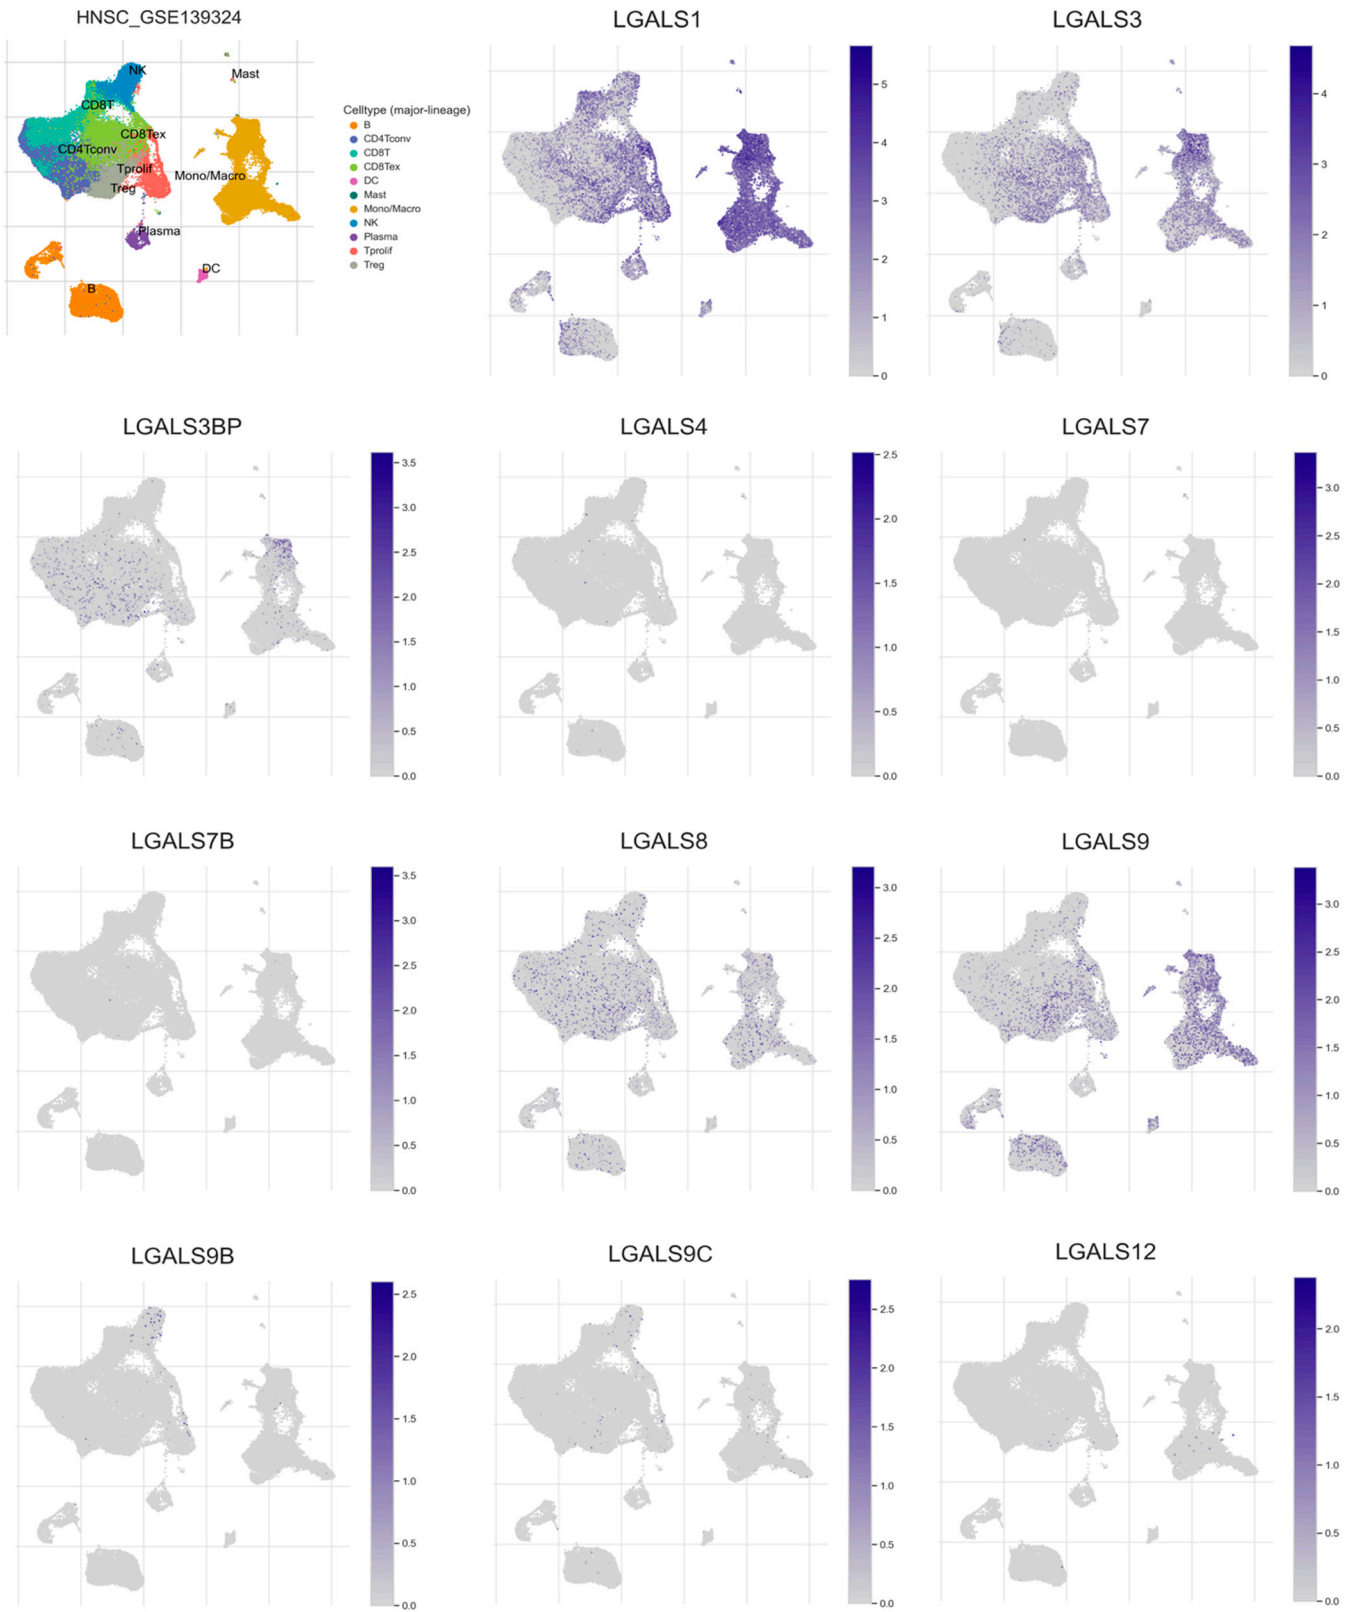 HNSC_GSE139324
LGALS1
LGALS3
NK
Mast
CD8T
CD8Tex
CD4Tconv
Tprolif
Mono/Macro
Treg
Plasma
DC
B
Celltype (major-lineage)
B
CD4Tconv
CD8T
CD8Tex
DC
Mast
Mono/Macro
NK
Plasma
Tprolif
Treg
5
4
3
2
1
0
4
3
2
1
0
LGALS3BP
LGALS4
LGALS7
3.5
3.0
2.5
2.0
1.5
1.0
0.5
0.0
2.5
2.0
1.5
1.0
0.5
0.0
3.0
2.5
2.0
1.5
1.0
0.5
0.0
LGALS7B
LGALS8
LGALS9
3.5
3.0
2.5
2.0
1.5
1.0
0.5
0.0
3.0
2.5
2.0
1.5
1.0
0.5
0.0
3.0
2.5
2.0
1.5
1.0
0.5
0.0
LGALS9B
LGALS9C
LGALS12
2.5
2.0
1.5
1.0
0.5
0.0
2.5
2.0
1.5
1.0
0.5
0.0
2.0
1.5
1.0
0.5
0.0